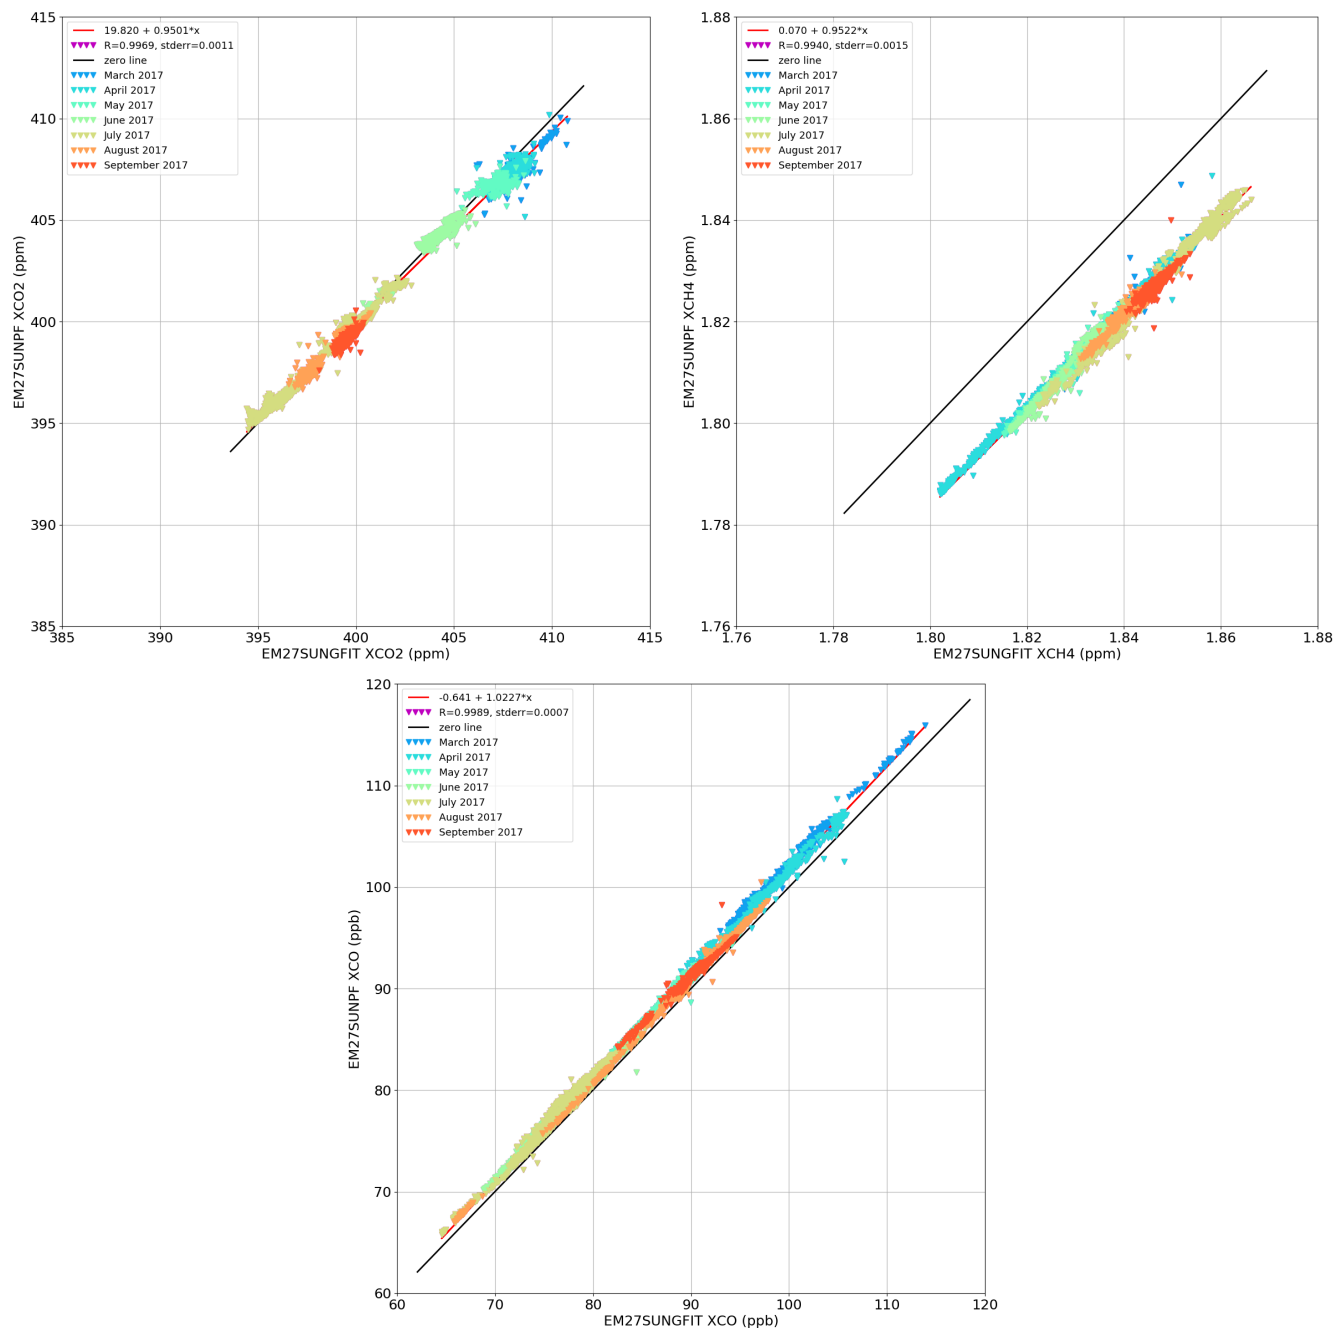 415
410
405
400
395
390
385
385 390 395 400 405 410 415
EM27SUNPF XCO2 (ppm)
EM27SUNGFIT XCO2 (ppm)
19.820 + 0.9501*x
R=0.9969, stderr=0.0011
zero line
March 2017
April 2017
May 2017
June 2017
July 2017
August 2017
September 2017
1.88
1.86
1.84
1.82
1.80
1.78
1.76
1.76 1.78 1.80 1.82 1.84 1.86 1.88
EM27SUNPF XCH4 (ppm)
EM27SUNGFIT XCH4 (ppm)
0.070 + 0.9522*x
R=0.9940, stderr=0.0015
zero line
March 2017
April 2017
May 2017
June 2017
July 2017
August 2017
September 2017
120
110
100
90
80
70
60
60 70 80 90 100 110 120
EM27SUNPF XCO (ppb)
EM27SUNGFIT XCO (ppb)
-0.641 + 1.0227*x
R=0.9989, stderr=0.0007
zero line
March 2017
April 2017
May 2017
June 2017
July 2017
August 2017
September 2017